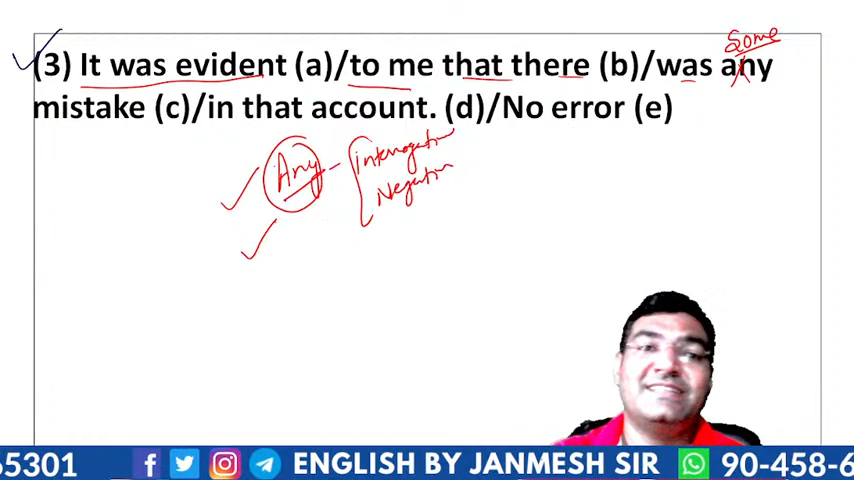 Some
(3) It was evident (a)/to me that there (b)/was any
mistake (c)/in that account. (d)/No error (e)
Any - Interrogative
Negative
65301 ENGLISH BY JANMESH SIR 90-458-6